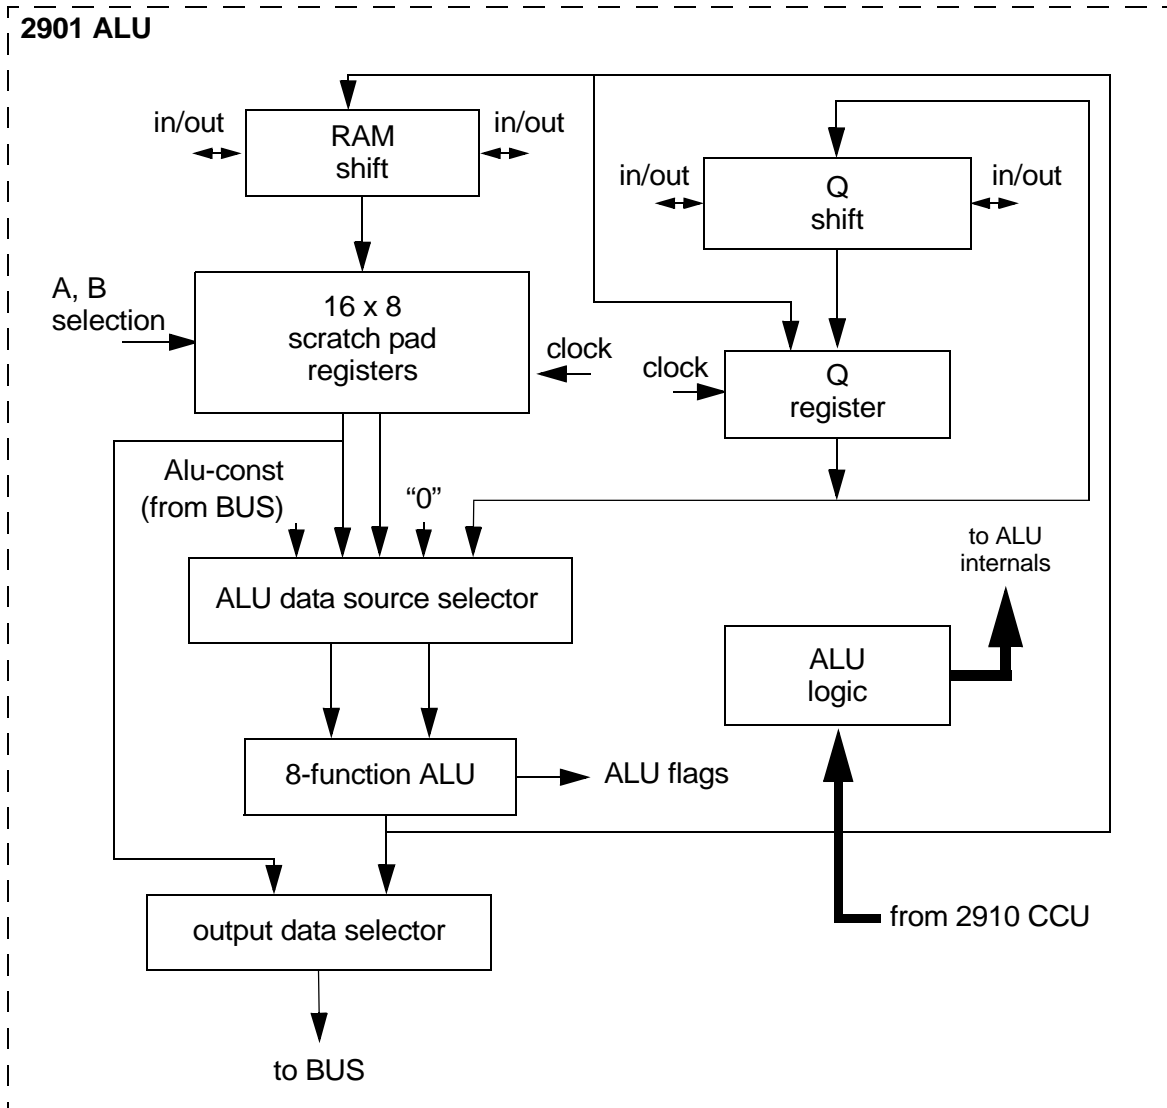 2901 ALU
in/out
RAM
shift
in/out
in/out
Q
shift
in/out
A, B
selection
16 x 8
scratch pad
registers
clock
clock
Q
register
Alu-const
(from BUS)
“0”
ALU data source selector
to ALU
internals
ALU
logic
8-function ALU
ALU flags
from 2910 CCU
output data selector
to BUS